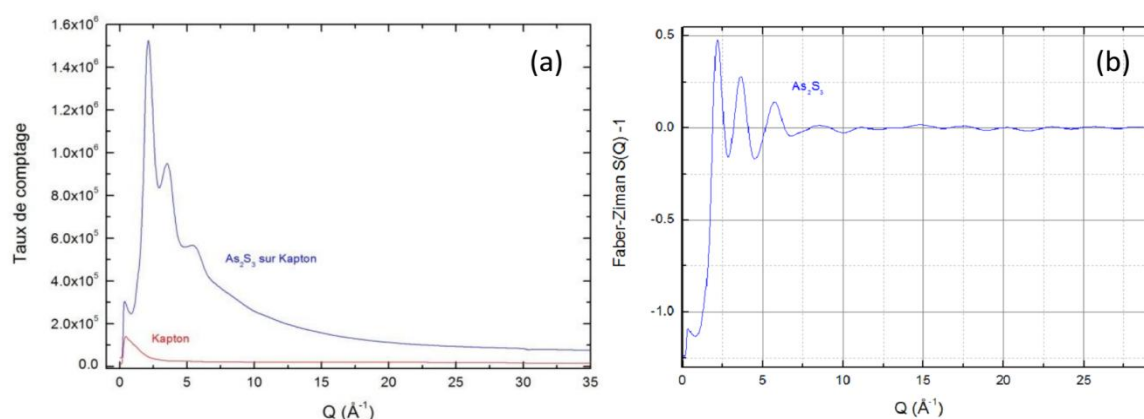 (a)
Taux de comptage
1.6x10⁶
1.4x10⁶
1.2x10⁶
1.0x10⁶
8.0x10⁵
6.0x10⁵
4.0x10⁵
2.0x10⁵
0.0
As₂S₃ sur Kapton
Kapton
0 5 10 15 20 25 30 35
Q (Å⁻¹)
(b)
Faber-Ziman S(Q) -1
0.5
0.0
-0.5
-1.0
As₂S₃
0 5 10 15 20 25
Q (Å⁻¹)